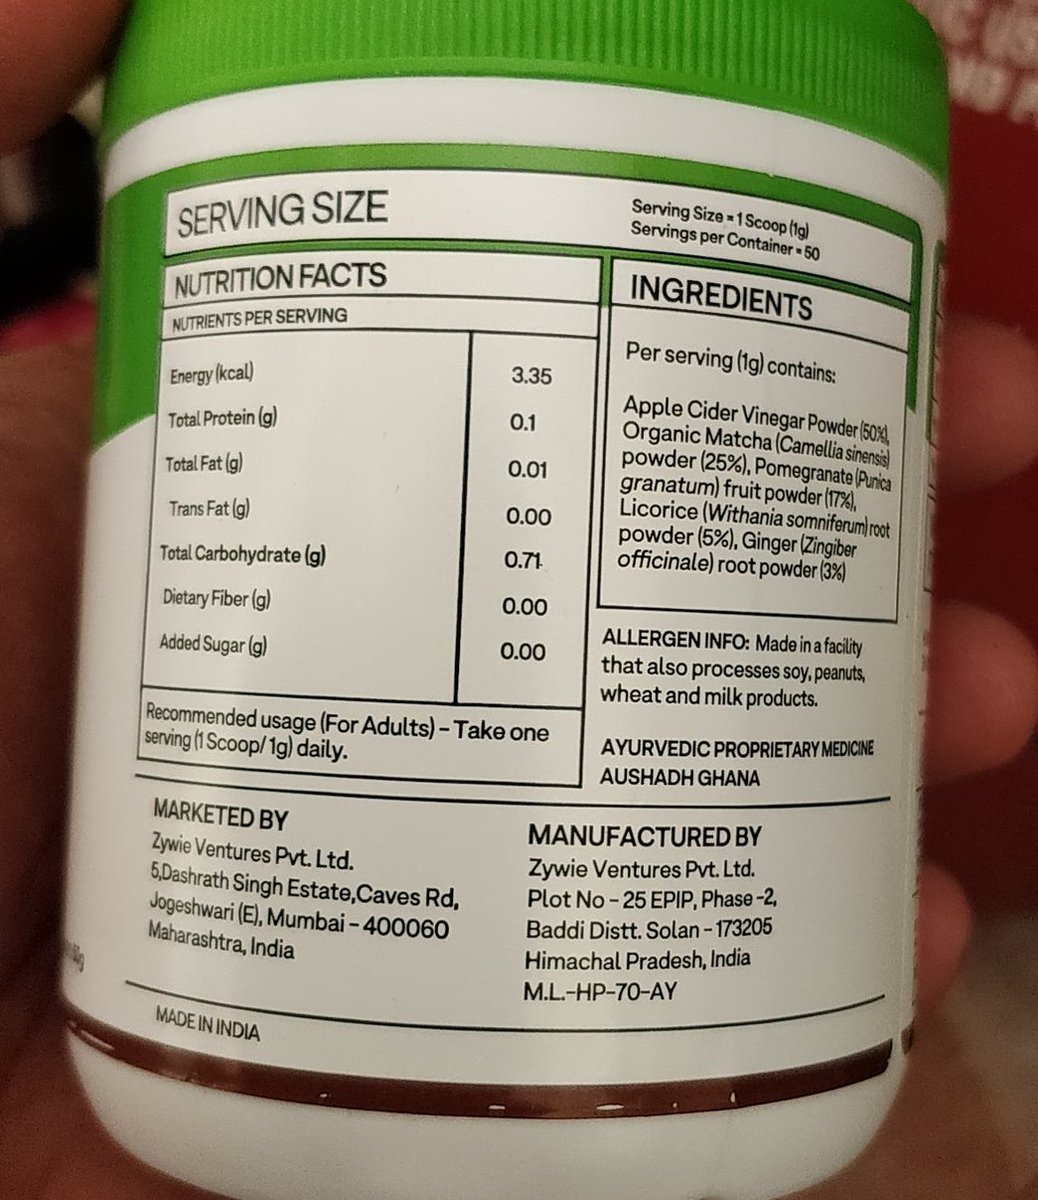 SERVING SIZE
Serving Size = 1 Scoop (1g)
Servings per Container = 50
NUTRITION FACTS
NUTRIENTS PER SERVING
Energy (kcal) 3.35
Total Protein (g) 0.1
Total Fat (g) 0.01
Trans Fat (g) 0.00
Total Carbohydrate (g) 0.71
Dietary Fiber (g) 0.00
Added Sugar (g) 0.00
Recommended usage (For Adults) – Take one
serving (1 Scoop/ 1g) daily.
INGREDIENTS
Per serving (1g) contains:
Apple Cider Vinegar Powder (50%),
Organic Matcha (Camellia sinensis)
powder (25%), Pomegranate (Punica
granatum) fruit powder (17%),
Licorice (Withania somniferum) root
powder (5%), Ginger (Zingiber
officinale) root powder (3%)
ALLERGEN INFO: Made in a facility
that also processes soy, peanuts,
wheat and milk products.
AYURVEDIC PROPRIETARY MEDICINE
AUSHADH GHANA
MARKETED BY
Zywie Ventures Pvt. Ltd.
5,Dashrath Singh Estate,Caves Rd,
Jogeshwari (E), Mumbai – 400060
Maharashtra, India
MANUFACTURED BY
Zywie Ventures Pvt. Ltd.
Plot No – 25 EPIP, Phase -2,
Baddi Distt. Solan – 173205
Himachal Pradesh, India
M.L.-HP-70-AY
MADE IN INDIA